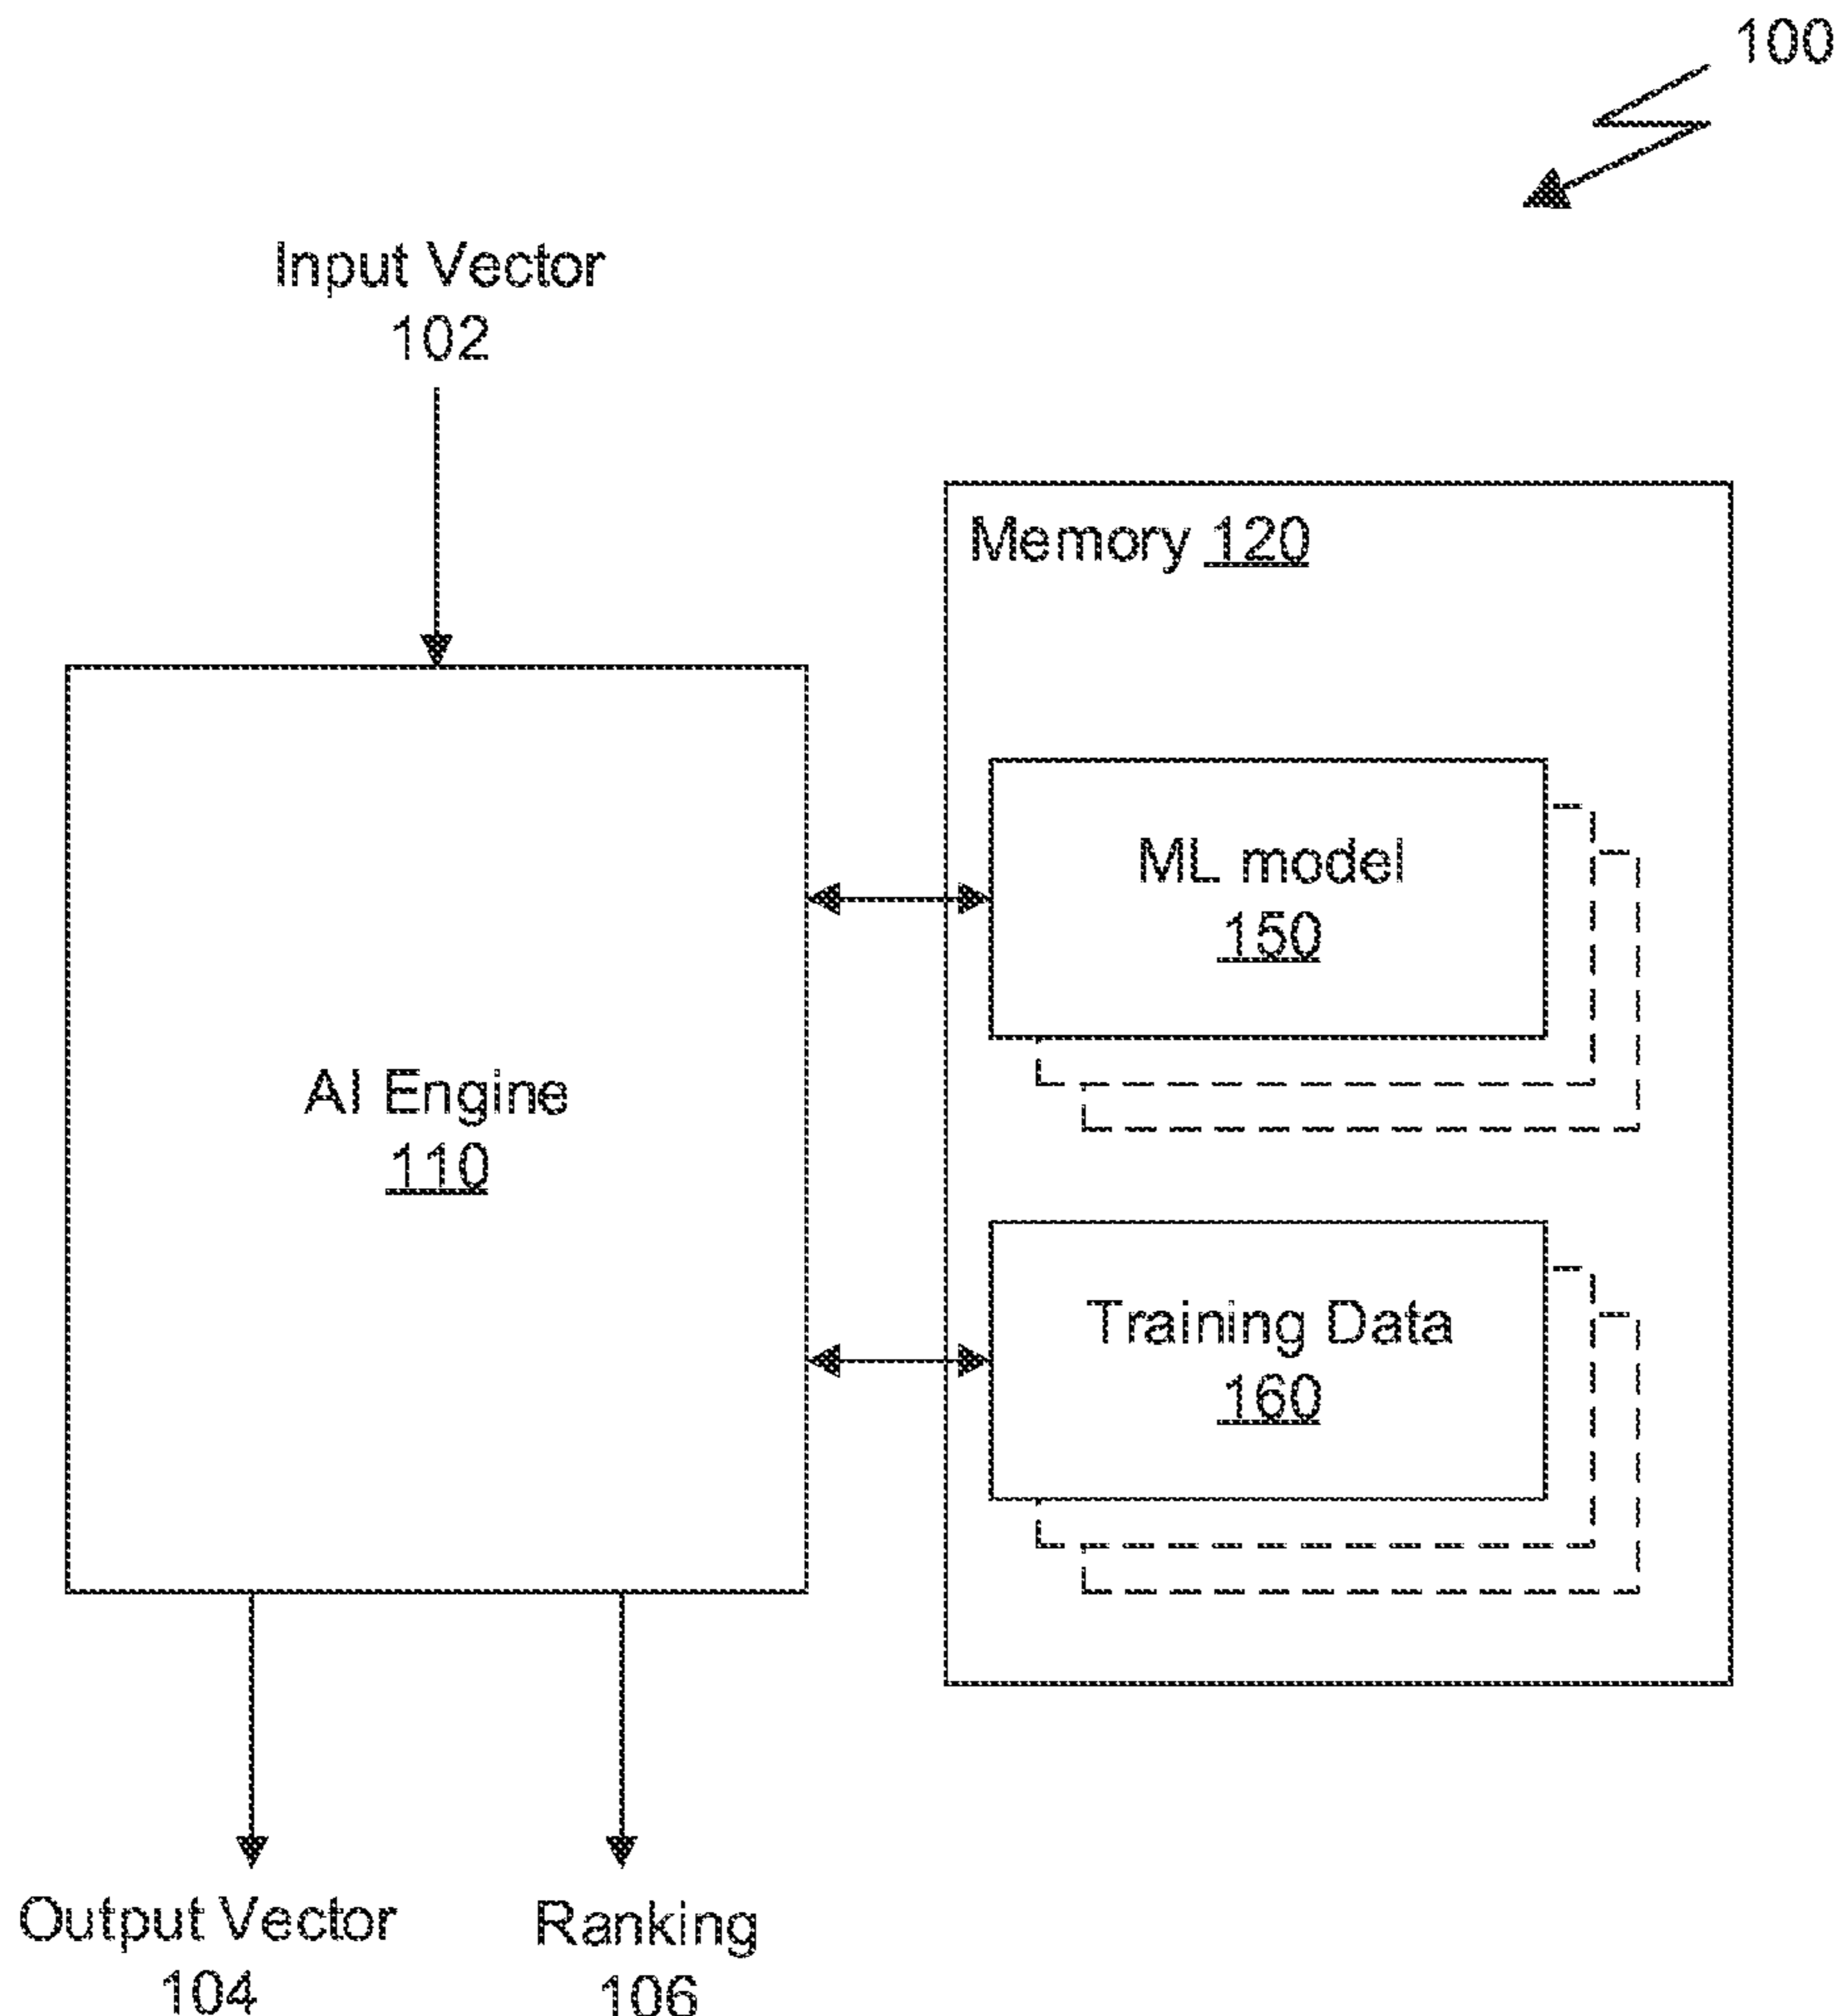 100
Input Vector
102
Memory 120
ML model
150
AI Engine
110
Training Data
160
Output Vector
104
Ranking
106